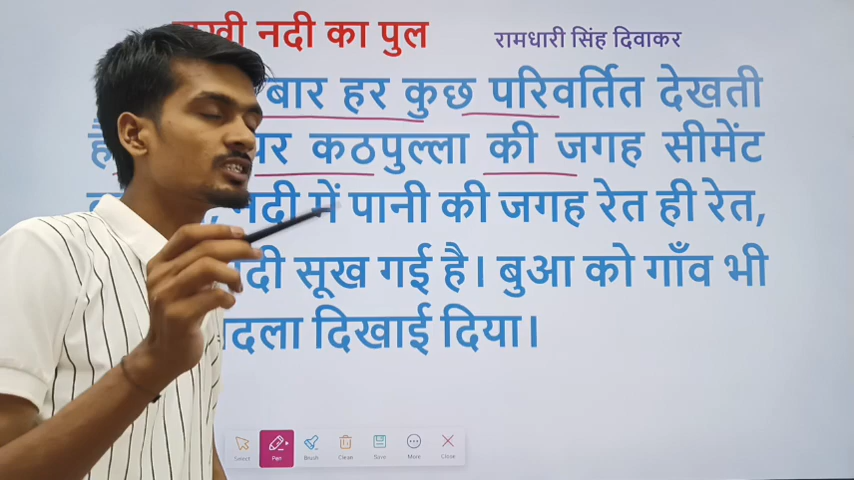 नदी का पुल
रामधारी सिंह दिवाकर
बार हर कुछ परिवर्तित देखती
पर कठपुल्ला की जगह सीमेंट
नदी में पानी की जगह रेत ही रेत,
सूख गई है। बुआ को गाँव भी
दिखाई दिया।
Select
Pen
Brush
Clean
Save
More
Close